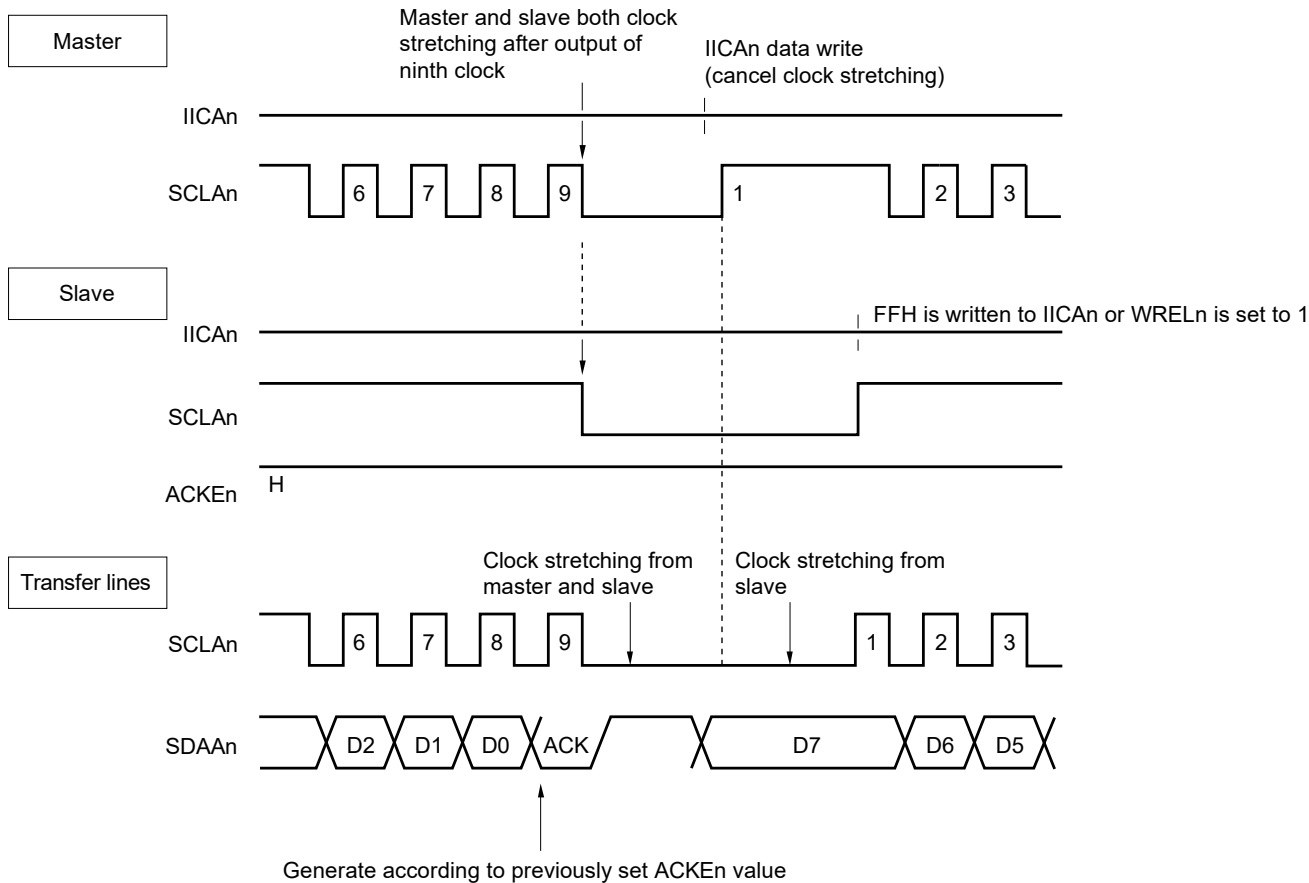 Master
Master and slave both clock
stretching after output of
ninth clock
IICAn data write
(cancel clock stretching)
IICAn
SCLAn
6 7 8 9 1 2 3
Slave
IICAn
FFH is written to IICAn or WRELn is set to 1
SCLAn
ACKEn
H
Transfer lines
Clock stretching from
master and slave
Clock stretching from
slave
SCLAn
6 7 8 9 1 2 3
SDAAn
D2 D1 D0 ACK D7 D6 D5
Generate according to previously set ACKEn value